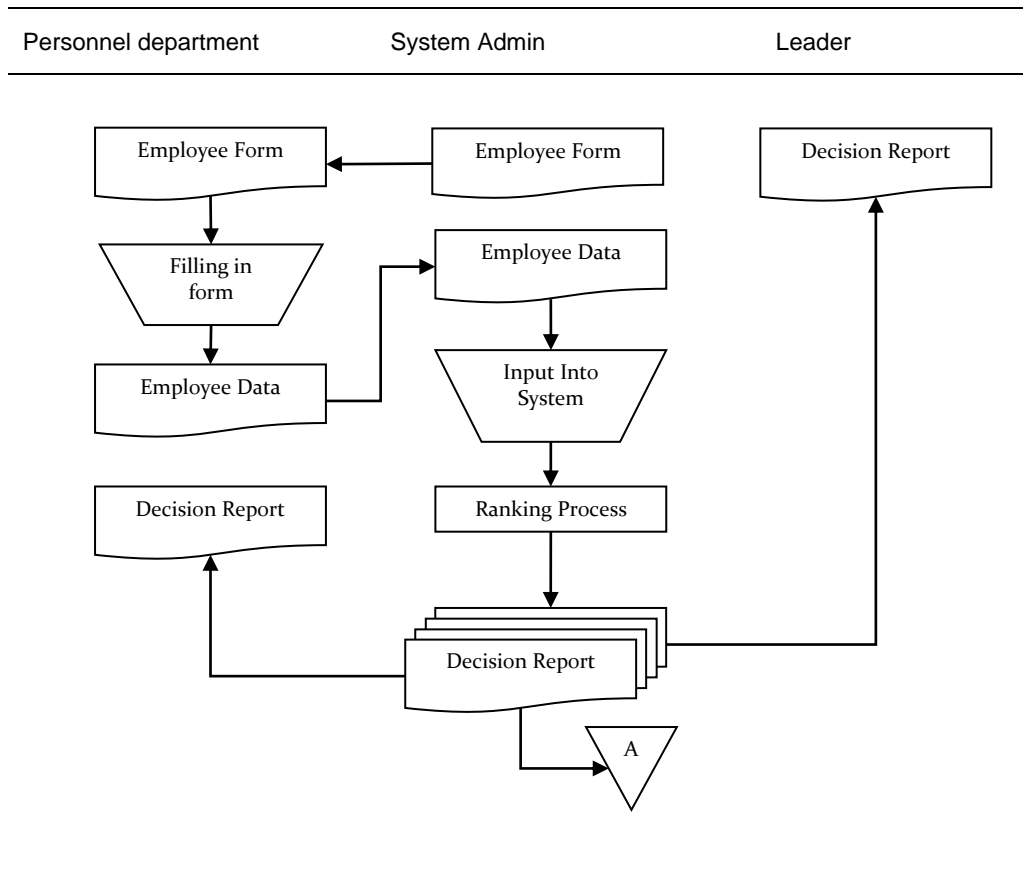 Personnel department
System Admin
Leader
Employee Form
Employee Form
Decision Report
Filling in
form
Employee Data
Employee Data
Input Into
System
Decision Report
Ranking Process
Decision Report
A